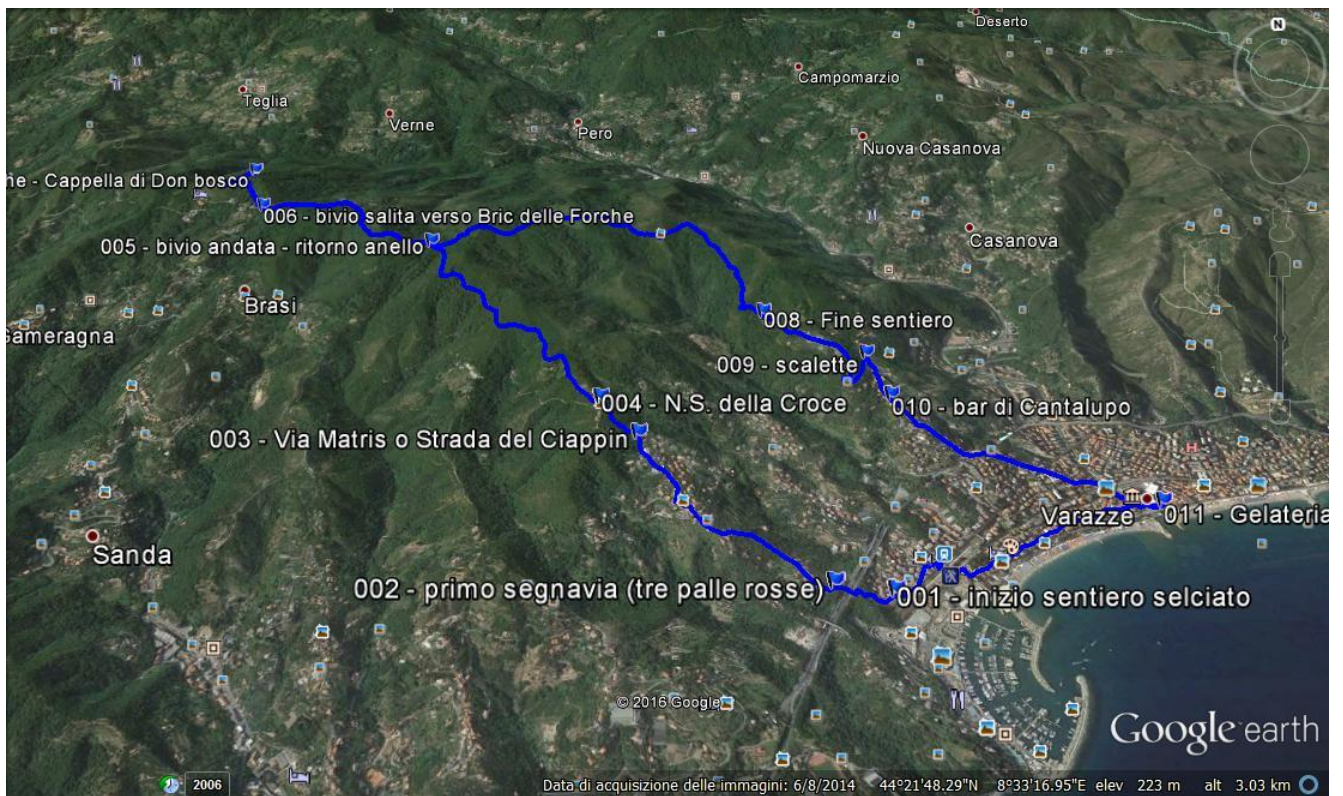 Deserto
N
Campomarzio
Teglia
Verne
Pero
Nuova Casanova
ne - Cappella di Don bosco
006 - bivio salita verso Bric delle Forche
Casanova
005 - bivio andata - ritorno anello
Brasi
Gameragna
008 - Fine sentiero
009 - scalette
004 - N.S. della Croce
010 - bar di Cantalupo
003 - Via Matris o Strada del Ciappin
H
Varazze
011 - Gelateria
Sanda
002 - primo segnavia (tre palle rosse)
001 - inizio sentiero selciato
© 2016 Google
Google earth
2006
Data di acquisizione delle immagini: 6/8/2014 44°21'48.29"N 8°33'16.95"E elev 223 m alt 3.03 km